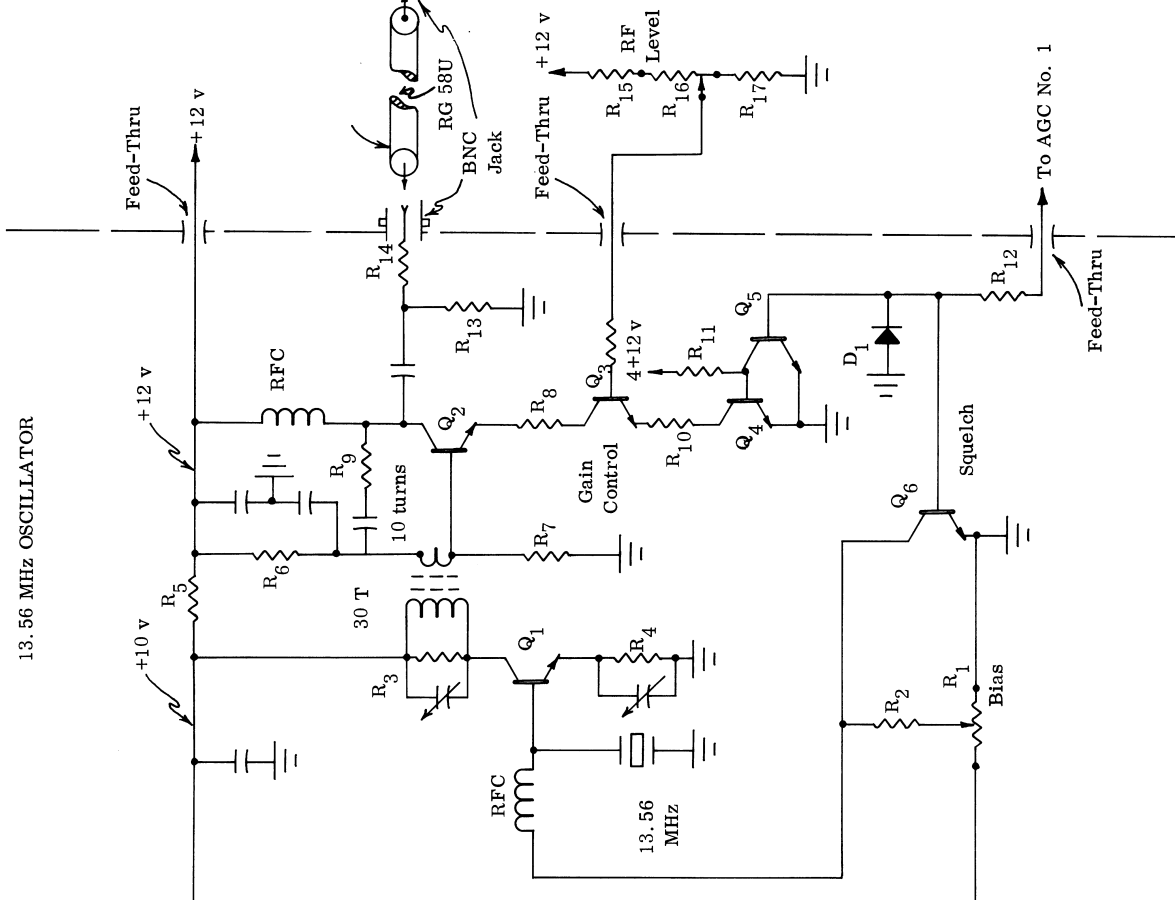 13.56 MHz OSCILLATOR
+10 v
R5
+12 v
Feed-Thru
+12 v
R6
RFC
R9
10 turns
30 T
R3
Q1
R4
RFC
13.56
MHz
Q2
R7
R8
R14
R13
BNC
Jack
RG 58U
Feed-Thru
+12 v
R15
RF
Level
R16
R17
Gain
Control
Q3
4+12 v
R10
R11
Q4
Q5
D1
R12
To AGC No. 1
Feed-Thru
Q6
Squelch
R2
R1
Bias